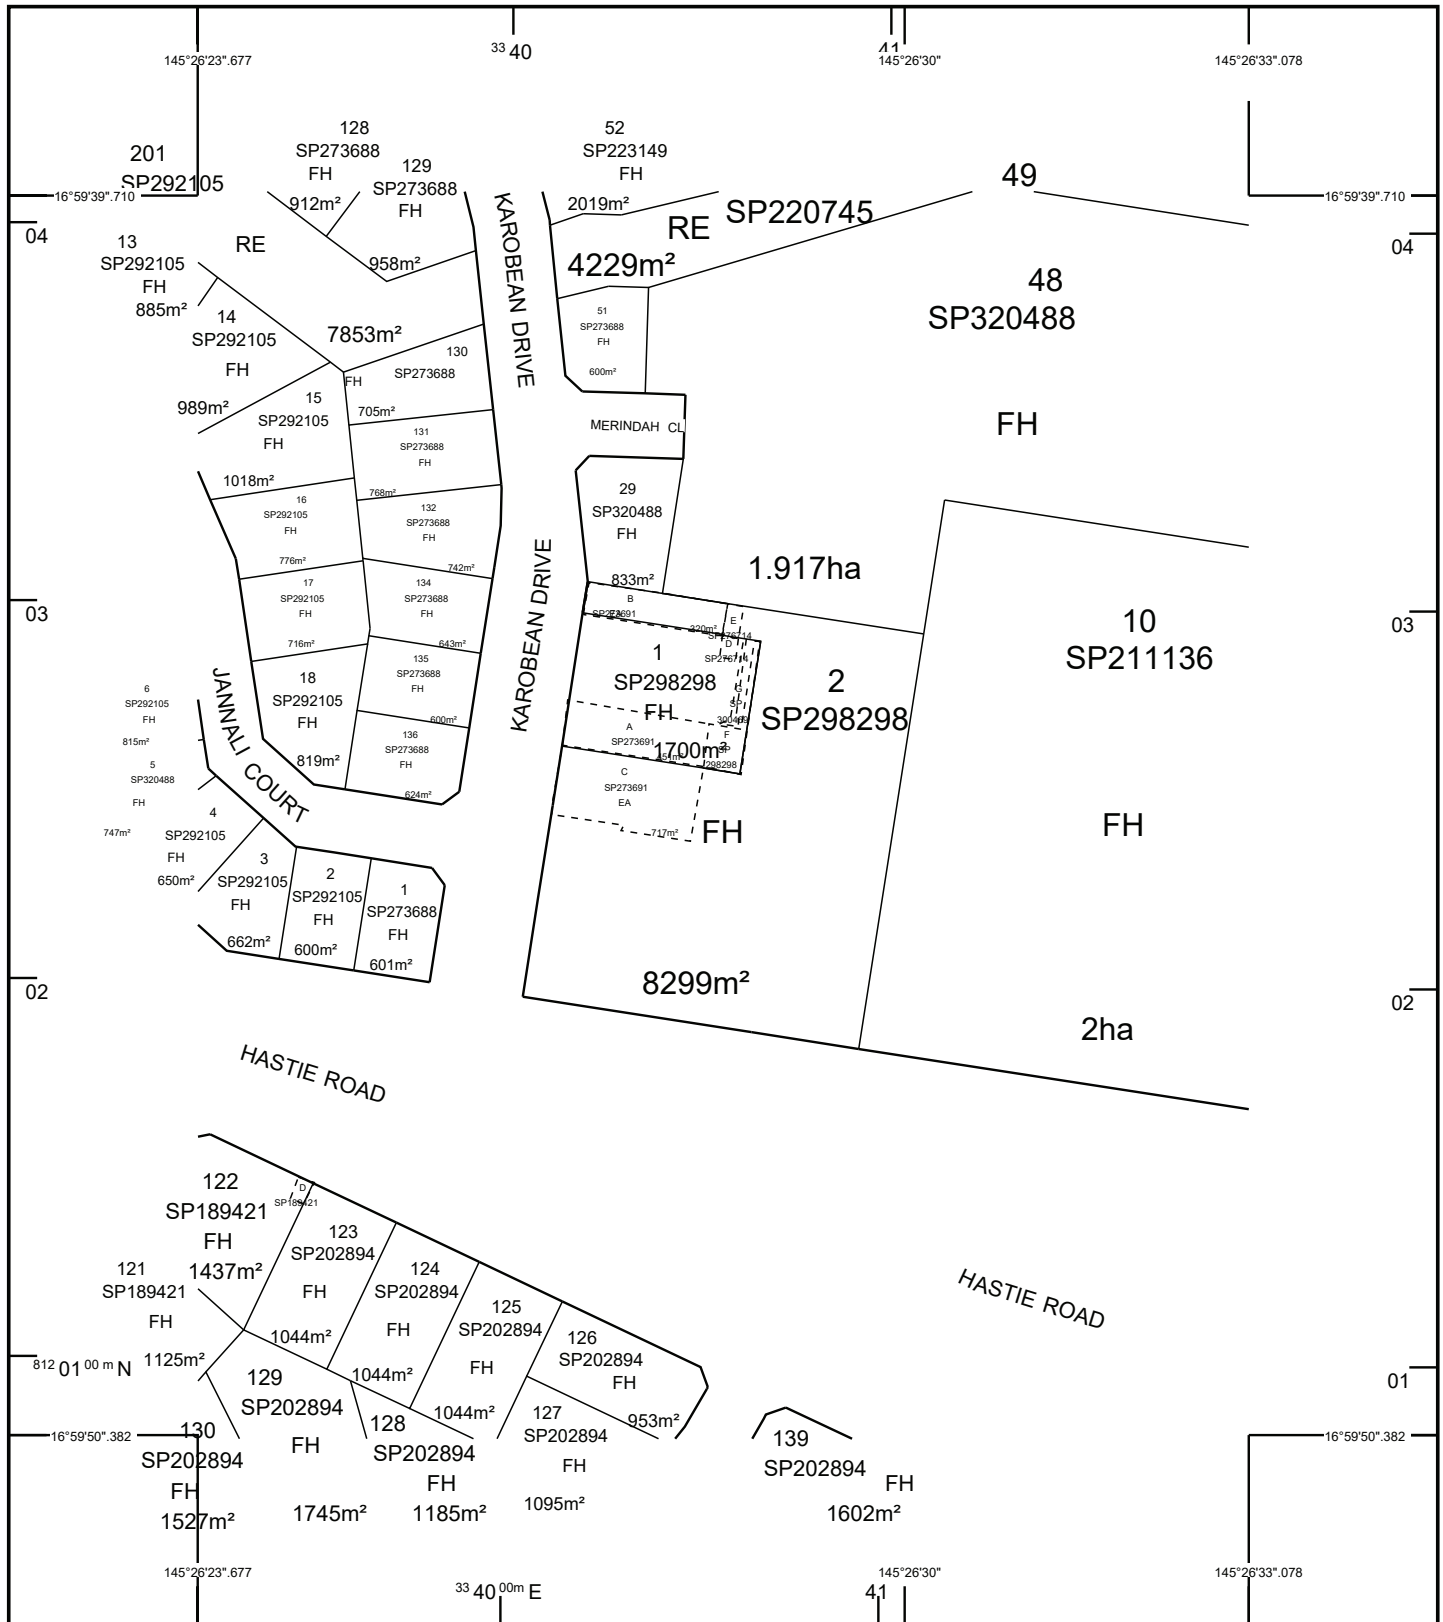 33 40
41
145°26'23".677
145°26'30"
145°26'33".078
128
SP273688
FH
912m²
52
SP223149
FH
2019m²
201
SP292105
129
SP273688
FH
958m²
49
SP220745
RE
4229m²
16°59'39".710
16°59'39".710
04
04
RE
7853m²
13
SP292105
FH
885m²
KAROBEAN DRIVE
48
SP320488
FH
1.917ha
14
SP292105
FH
989m²
51
SP273688
FH
600m²
130
SP273688
FH
705m²
15
SP292105
FH
1018m²
MERINDAH CL
131
SP273688
FH
768m²
29
SP320488
FH
833m²
16
SP292105
FH
776m²
132
SP273688
FH
742m²
KAROBEAN DRIVE
17
SP292105
FH
716m²
134
SP273688
FH
643m²
03
03
B
SP273691
EA
220m²
E
SP276714
D
SP276714
10
SP211136
FH
2ha
1
SP298298
FH
1700m²
2
SP298298
FH
8299m²
G
SP
300469
F
SP
298298
A
SP273691
451m²
C
SP273691
EA
717m²
135
SP273688
FH
600m²
18
SP292105
FH
819m²
136
SP273688
FH
624m²
JANNALI COURT
6
SP292105
FH
815m²
5
SP320488
FH
747m²
4
SP292105
FH
650m²
3
SP292105
FH
662m²
2
SP292105
FH
600m²
1
SP273688
FH
601m²
02
02
HASTIE ROAD
122
SP189421
FH
1437m²
D
SP189421
123
SP202894
FH
1044m²
124
SP202894
FH
1044m²
125
SP202894
FH
1044m²
126
SP202894
FH
953m²
HASTIE ROAD
121
SP189421
FH
1125m²
812 01 00 m N
01
129
SP202894
FH
1745m²
128
SP202894
FH
1185m²
127
SP202894
FH
1095m²
130
SP202894
FH
1527m²
139
SP202894
FH
1602m²
16°59'50".382
16°59'50".382
145°26'23".677
145°26'30"
145°26'33".078
33 40 00m E
41